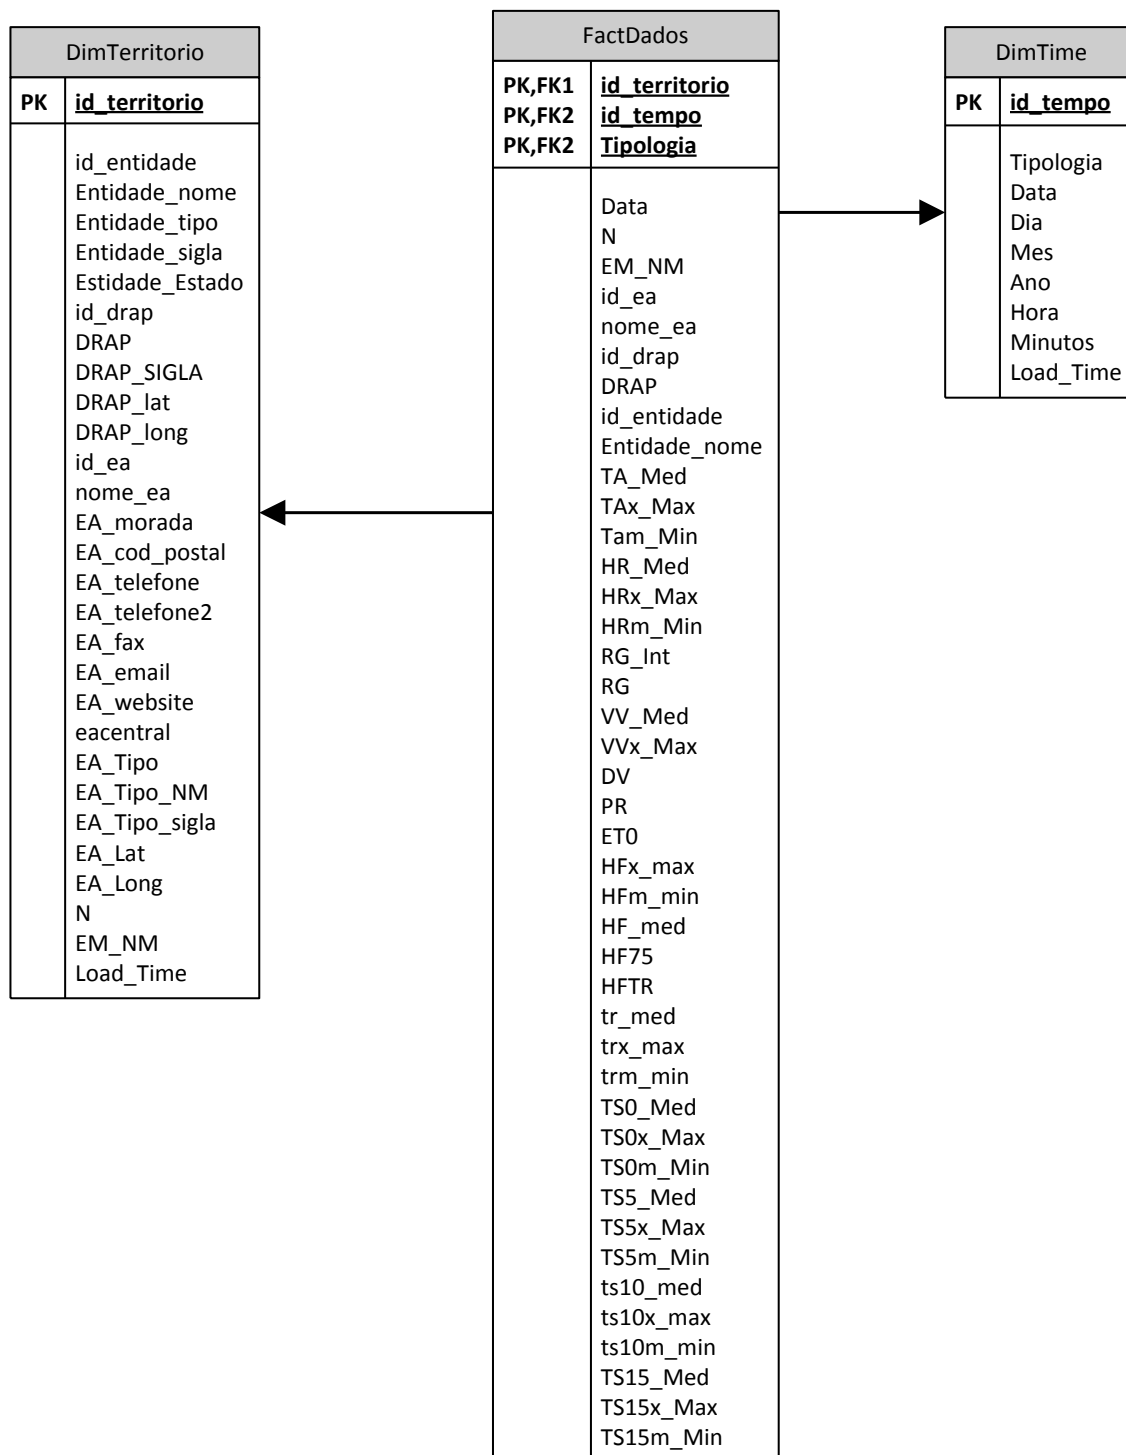 DimTerritorio
PK id_territorio
id_entidade
Entidade_nome
Entidade_tipo
Entidade_sigla
Estidade_Estado
id_drap
DRAP
DRAP_SIGLA
DRAP_lat
DRAP_long
id_ea
nome_ea
EA_morada
EA_cod_postal
EA_telefone
EA_telefone2
EA_fax
EA_email
EA_website
eacentral
EA_Tipo
EA_Tipo_NM
EA_Tipo_sigla
EA_Lat
EA_Long
N
EM_NM
Load_Time
FactDados
PK,FK1 id_territorio
PK,FK2 id_tempo
PK,FK2 Tipologia
Data
N
EM_NM
id_ea
nome_ea
id_drap
DRAP
id_entidade
Entidade_nome
TA_Med
TAx_Max
Tam_Min
HR_Med
HRx_Max
HRm_Min
RG_Int
RG
VV_Med
VVx_Max
DV
PR
ET0
HFx_max
HFm_min
HF_med
HF75
HFTR
tr_med
trx_max
trm_min
TS0_Med
TS0x_Max
TS0m_Min
TS5_Med
TS5x_Max
TS5m_Min
ts10_med
ts10x_max
ts10m_min
TS15_Med
TS15x_Max
TS15m_Min
DimTime
PK id_tempo
Tipologia
Data
Dia
Mes
Ano
Hora
Minutos
Load_Time